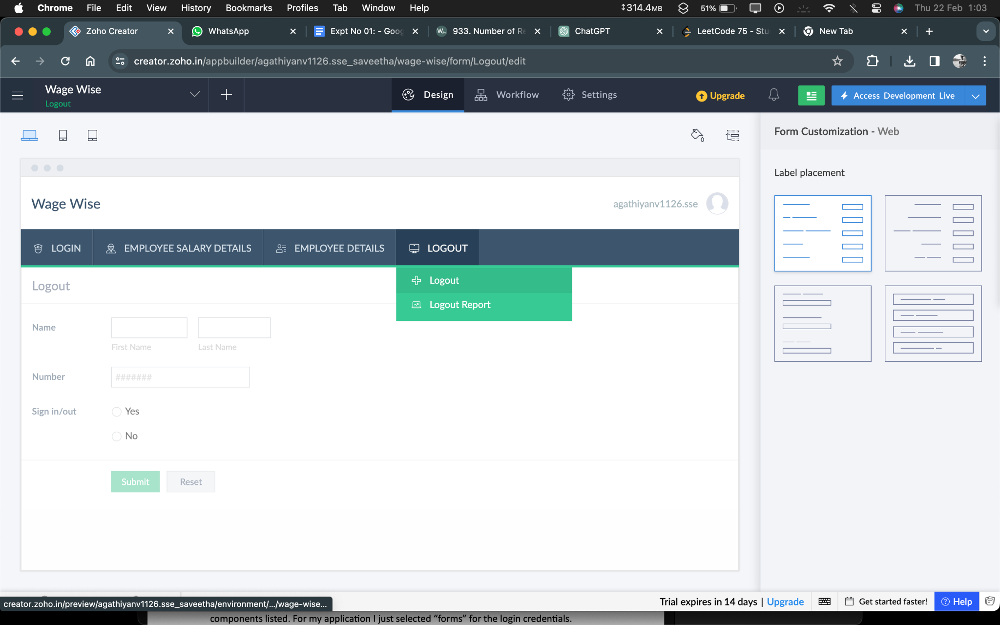 Chrome File Edit View History Bookmarks Profiles Tab Window Help 314.4MB 51% Thu 22 Feb 1:03
Zoho Creator WhatsApp Expt No 01: - Goog 933. Number of Re ChatGPT LeetCode 75 - Stu New Tab
creator.zoho.in/appbuilder/agathiyanv1126.sse_saveetha/wage-wise/form/Logout/edit
Wage Wise
Logout
Design Workflow Settings Upgrade Access Development Live
Form Customization - Web
Label placement
Wage Wise
agathiyanv1126.sse
LOGIN EMPLOYEE SALARY DETAILS EMPLOYEE DETAILS LOGOUT
Logout
Logout Report
Logout
Name
First Name Last Name
Number #######
Sign in/out Yes
No
Submit Reset
Trial expires in 14 days | Upgrade Get started faster! Help
creator.zoho.in/preview/agathiyanv1126.sse_saveetha/environment/.../wage-wise...
components listed. For my application I just selected “forms” for the login credentials.